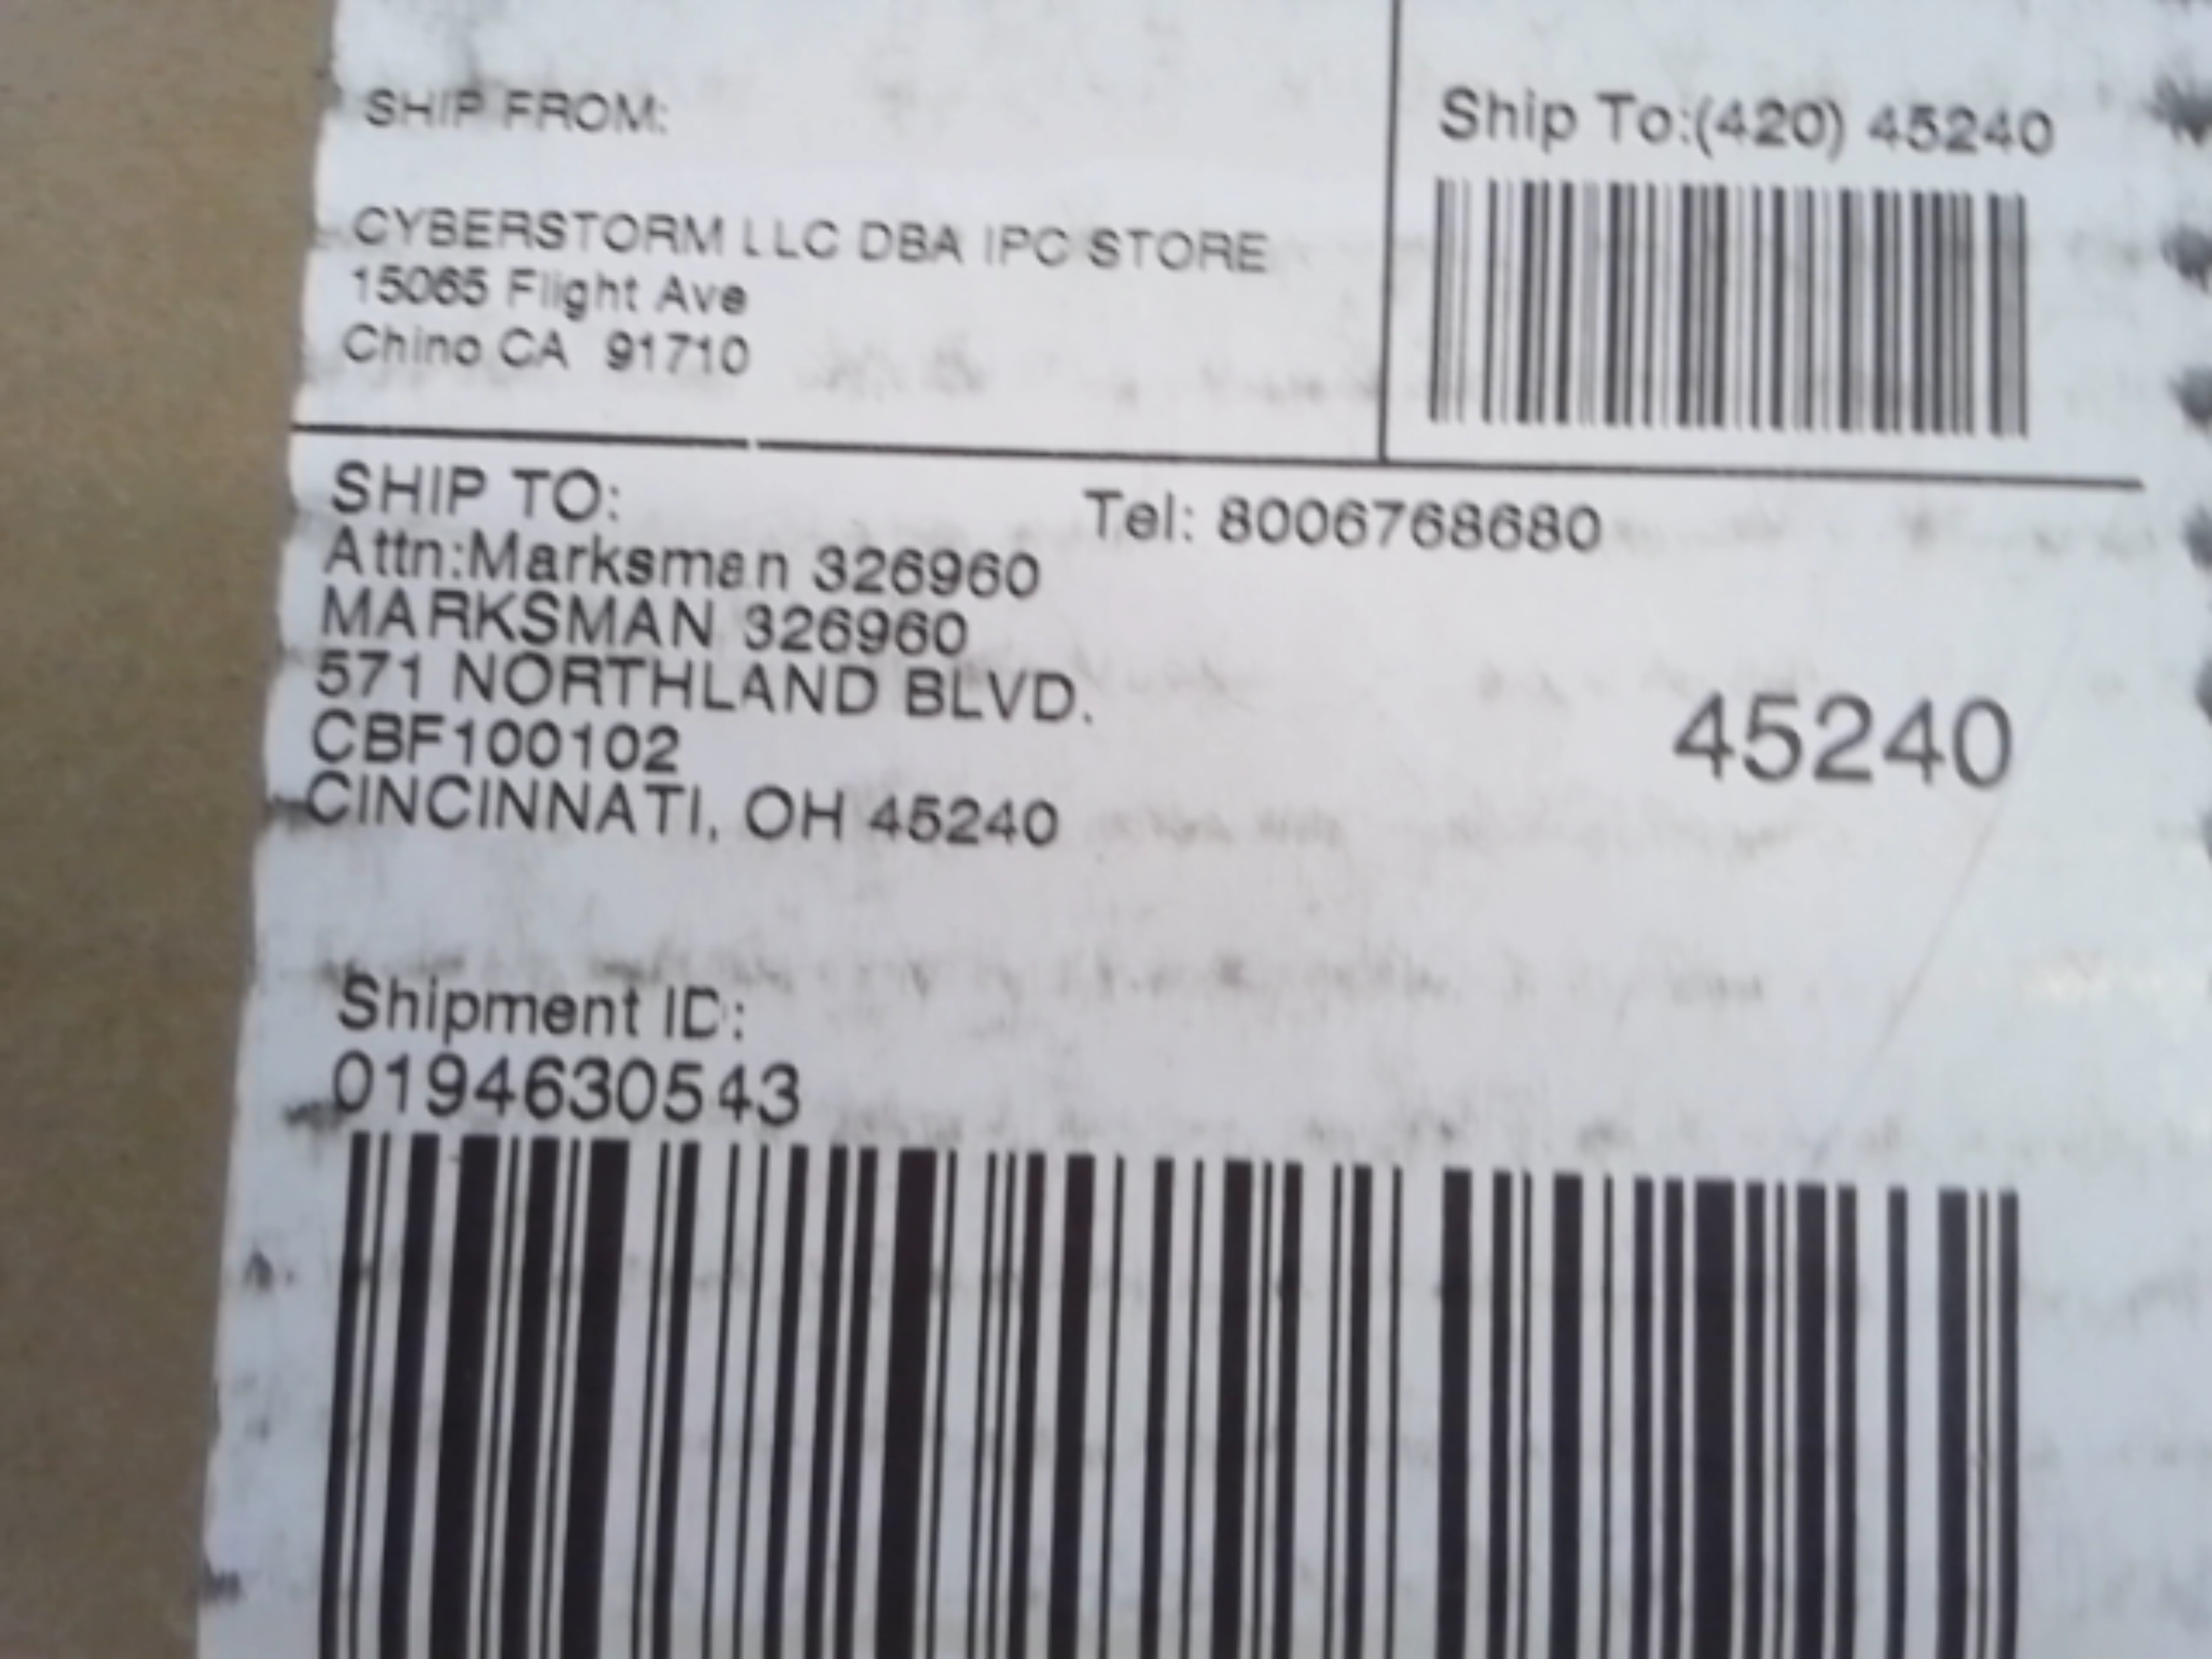 SHIP FROM:
CYBERSTORM LLC DBA IPC STORE
15065 Flight Ave
Chino CA 91710
Ship To:(420) 45240
SHIP TO:
Tel: 8006768680
Attn:Marksman 326960
MARKSMAN 326960
571 NORTHLAND BLVD.
CBF100102
CINCINNATI, OH 45240
45240
Shipment ID:
0194630543